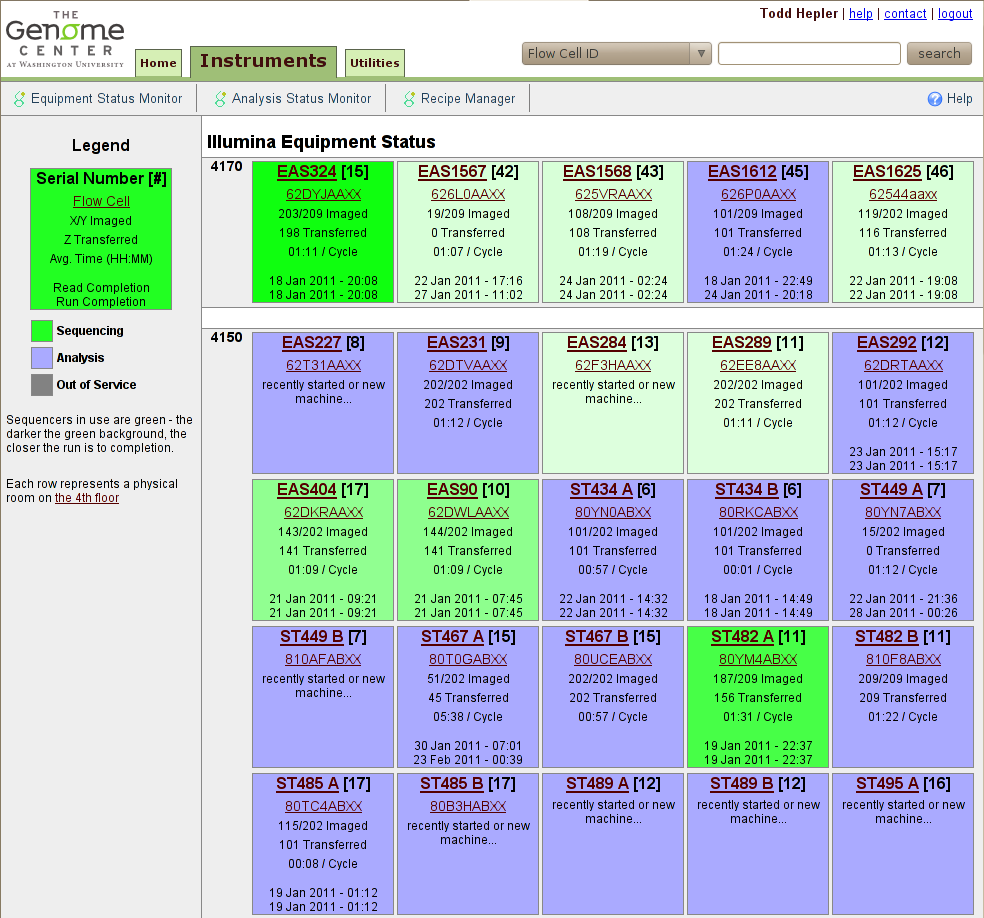 Todd Hepler | help | contact | logout
THE
Genome
CENTER
AT WASHINGTON UNIVERSITY
Home
Instruments
Utilities
Flow Cell ID
search
Equipment Status Monitor
Analysis Status Monitor
Recipe Manager
Help
Legend
Serial Number [#]
Flow Cell
X/Y Imaged
Z Transferred
Avg. Time (HH:MM)
Read Completion
Run Completion
Sequencing
Analysis
Out of Service
Sequencers in use are green - the
darker the green background, the
closer the run is to completion.
Each row represents a physical
room on the 4th floor
Illumina Equipment Status
4170
EAS324 [15]
62DYJAAXX
203/209 Imaged
198 Transferred
01:11 / Cycle
18 Jan 2011 - 20:08
18 Jan 2011 - 20:08
EAS1567 [42]
626L0AAXX
19/209 Imaged
0 Transferred
01:07 / Cycle
22 Jan 2011 - 17:16
27 Jan 2011 - 11:02
EAS1568 [43]
625VRAAXX
108/209 Imaged
108 Transferred
01:19 / Cycle
24 Jan 2011 - 02:24
24 Jan 2011 - 02:24
EAS1612 [45]
626P0AAXX
101/209 Imaged
101 Transferred
01:24 / Cycle
18 Jan 2011 - 22:49
24 Jan 2011 - 20:18
EAS1625 [46]
62544aaxx
119/202 Imaged
116 Transferred
01:13 / Cycle
22 Jan 2011 - 19:08
22 Jan 2011 - 19:08
4150
EAS227 [8]
62T31AAXX
recently started or new
machine...
EAS231 [9]
62DTVAAXX
202/202 Imaged
202 Transferred
01:12 / Cycle
EAS284 [13]
62F3HAAXX
recently started or new
machine...
EAS289 [11]
62EE8AAXX
202/202 Imaged
202 Transferred
01:11 / Cycle
EAS292 [12]
62DRTAAXX
101/202 Imaged
101 Transferred
01:12 / Cycle
23 Jan 2011 - 15:17
23 Jan 2011 - 15:17
EAS404 [17]
62DKRAAXX
143/202 Imaged
141 Transferred
01:09 / Cycle
21 Jan 2011 - 09:21
21 Jan 2011 - 09:21
EAS90 [10]
62DWLAAXX
144/202 Imaged
141 Transferred
01:09 / Cycle
21 Jan 2011 - 07:45
21 Jan 2011 - 07:45
ST434 A [6]
80YN0ABXX
101/202 Imaged
101 Transferred
00:57 / Cycle
22 Jan 2011 - 14:32
22 Jan 2011 - 14:32
ST434 B [6]
80RKCABXX
101/202 Imaged
101 Transferred
00:01 / Cycle
18 Jan 2011 - 14:49
18 Jan 2011 - 14:49
ST449 A [7]
80YN7ABXX
15/202 Imaged
0 Transferred
01:12 / Cycle
22 Jan 2011 - 21:36
28 Jan 2011 - 00:26
ST449 B [7]
810AFABXX
recently started or new
machine...
ST467 A [15]
80T0GABXX
51/202 Imaged
45 Transferred
05:38 / Cycle
30 Jan 2011 - 07:01
23 Feb 2011 - 00:39
ST467 B [15]
80UCEABXX
202/202 Imaged
202 Transferred
00:57 / Cycle
ST482 A [11]
80YM4ABXX
187/209 Imaged
156 Transferred
01:31 / Cycle
19 Jan 2011 - 22:37
19 Jan 2011 - 22:37
ST482 B [11]
810F8ABXX
209/209 Imaged
209 Transferred
01:22 / Cycle
ST485 A [17]
80TC4ABXX
115/202 Imaged
101 Transferred
00:08 / Cycle
19 Jan 2011 - 01:12
19 Jan 2011 - 01:12
ST485 B [17]
80B3HABXX
recently started or new
machine...
ST489 A [12]
recently started or new
machine...
ST489 B [12]
recently started or new
machine...
ST495 A [16]
recently started or new
machine...